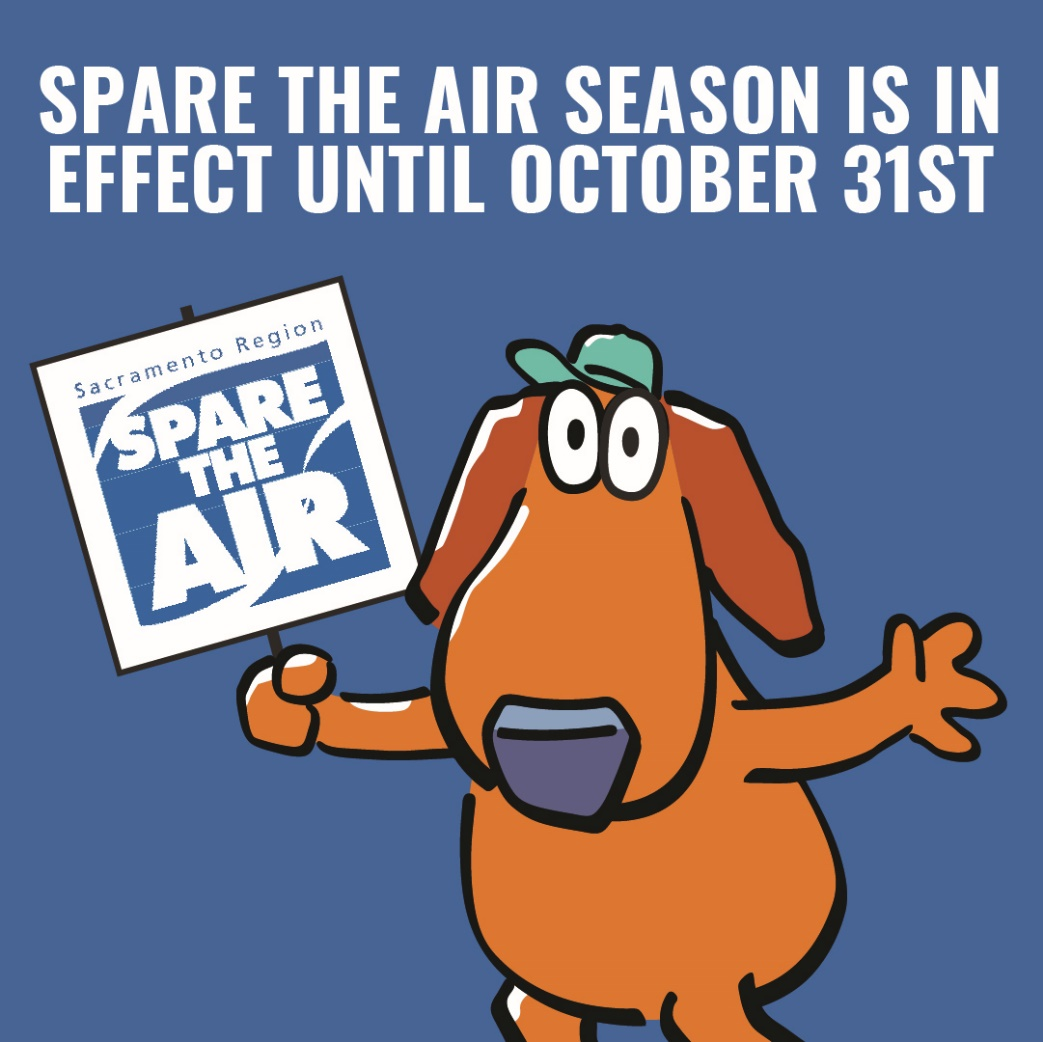 SPARE THE AIR SEASON IS IN
EFFECT UNTIL OCTOBER 31ST
Sacramento Region
SPARE
THE
AIR